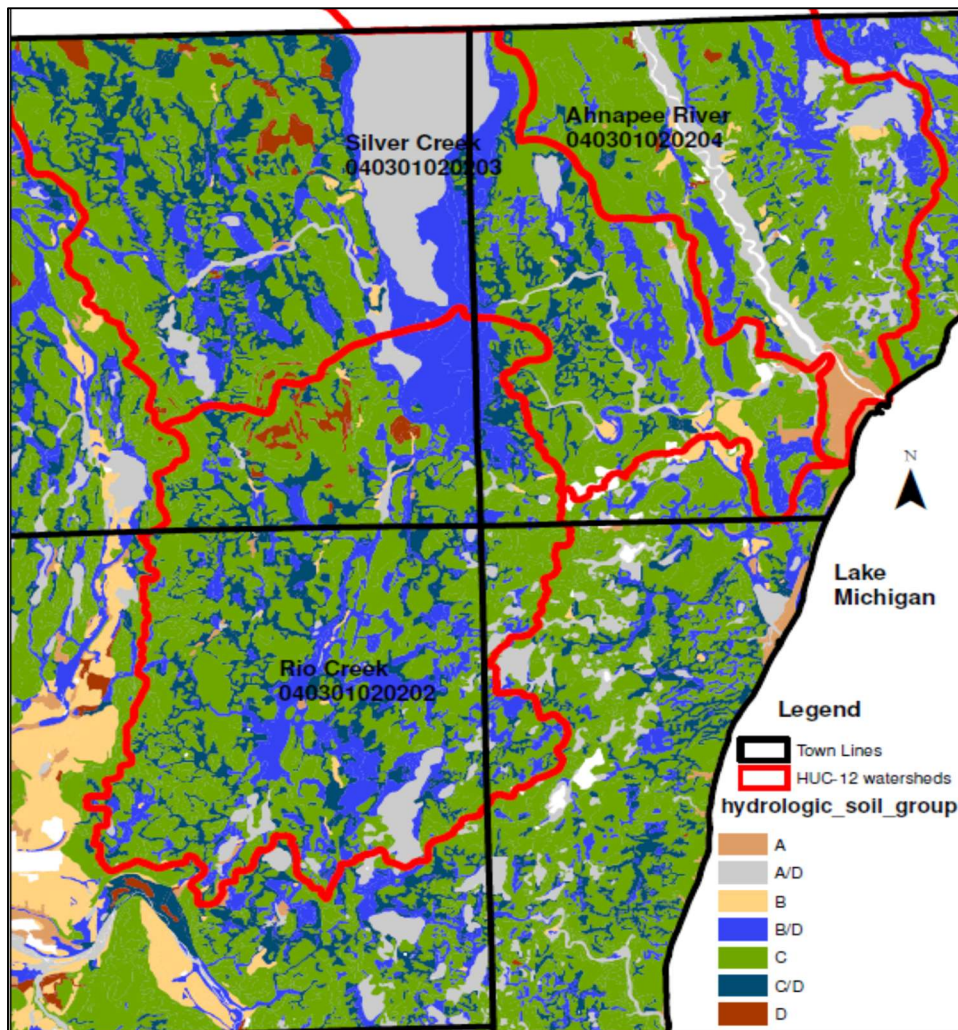 Silver Creek
040301020203
Ahnapee River
040301020204
N
Lake
Michigan
Rio Creek
040301020202
Legend
Town Lines
HUC-12 watersheds
hydrologic_soil_group
A
A/D
B
B/D
C
C/D
D